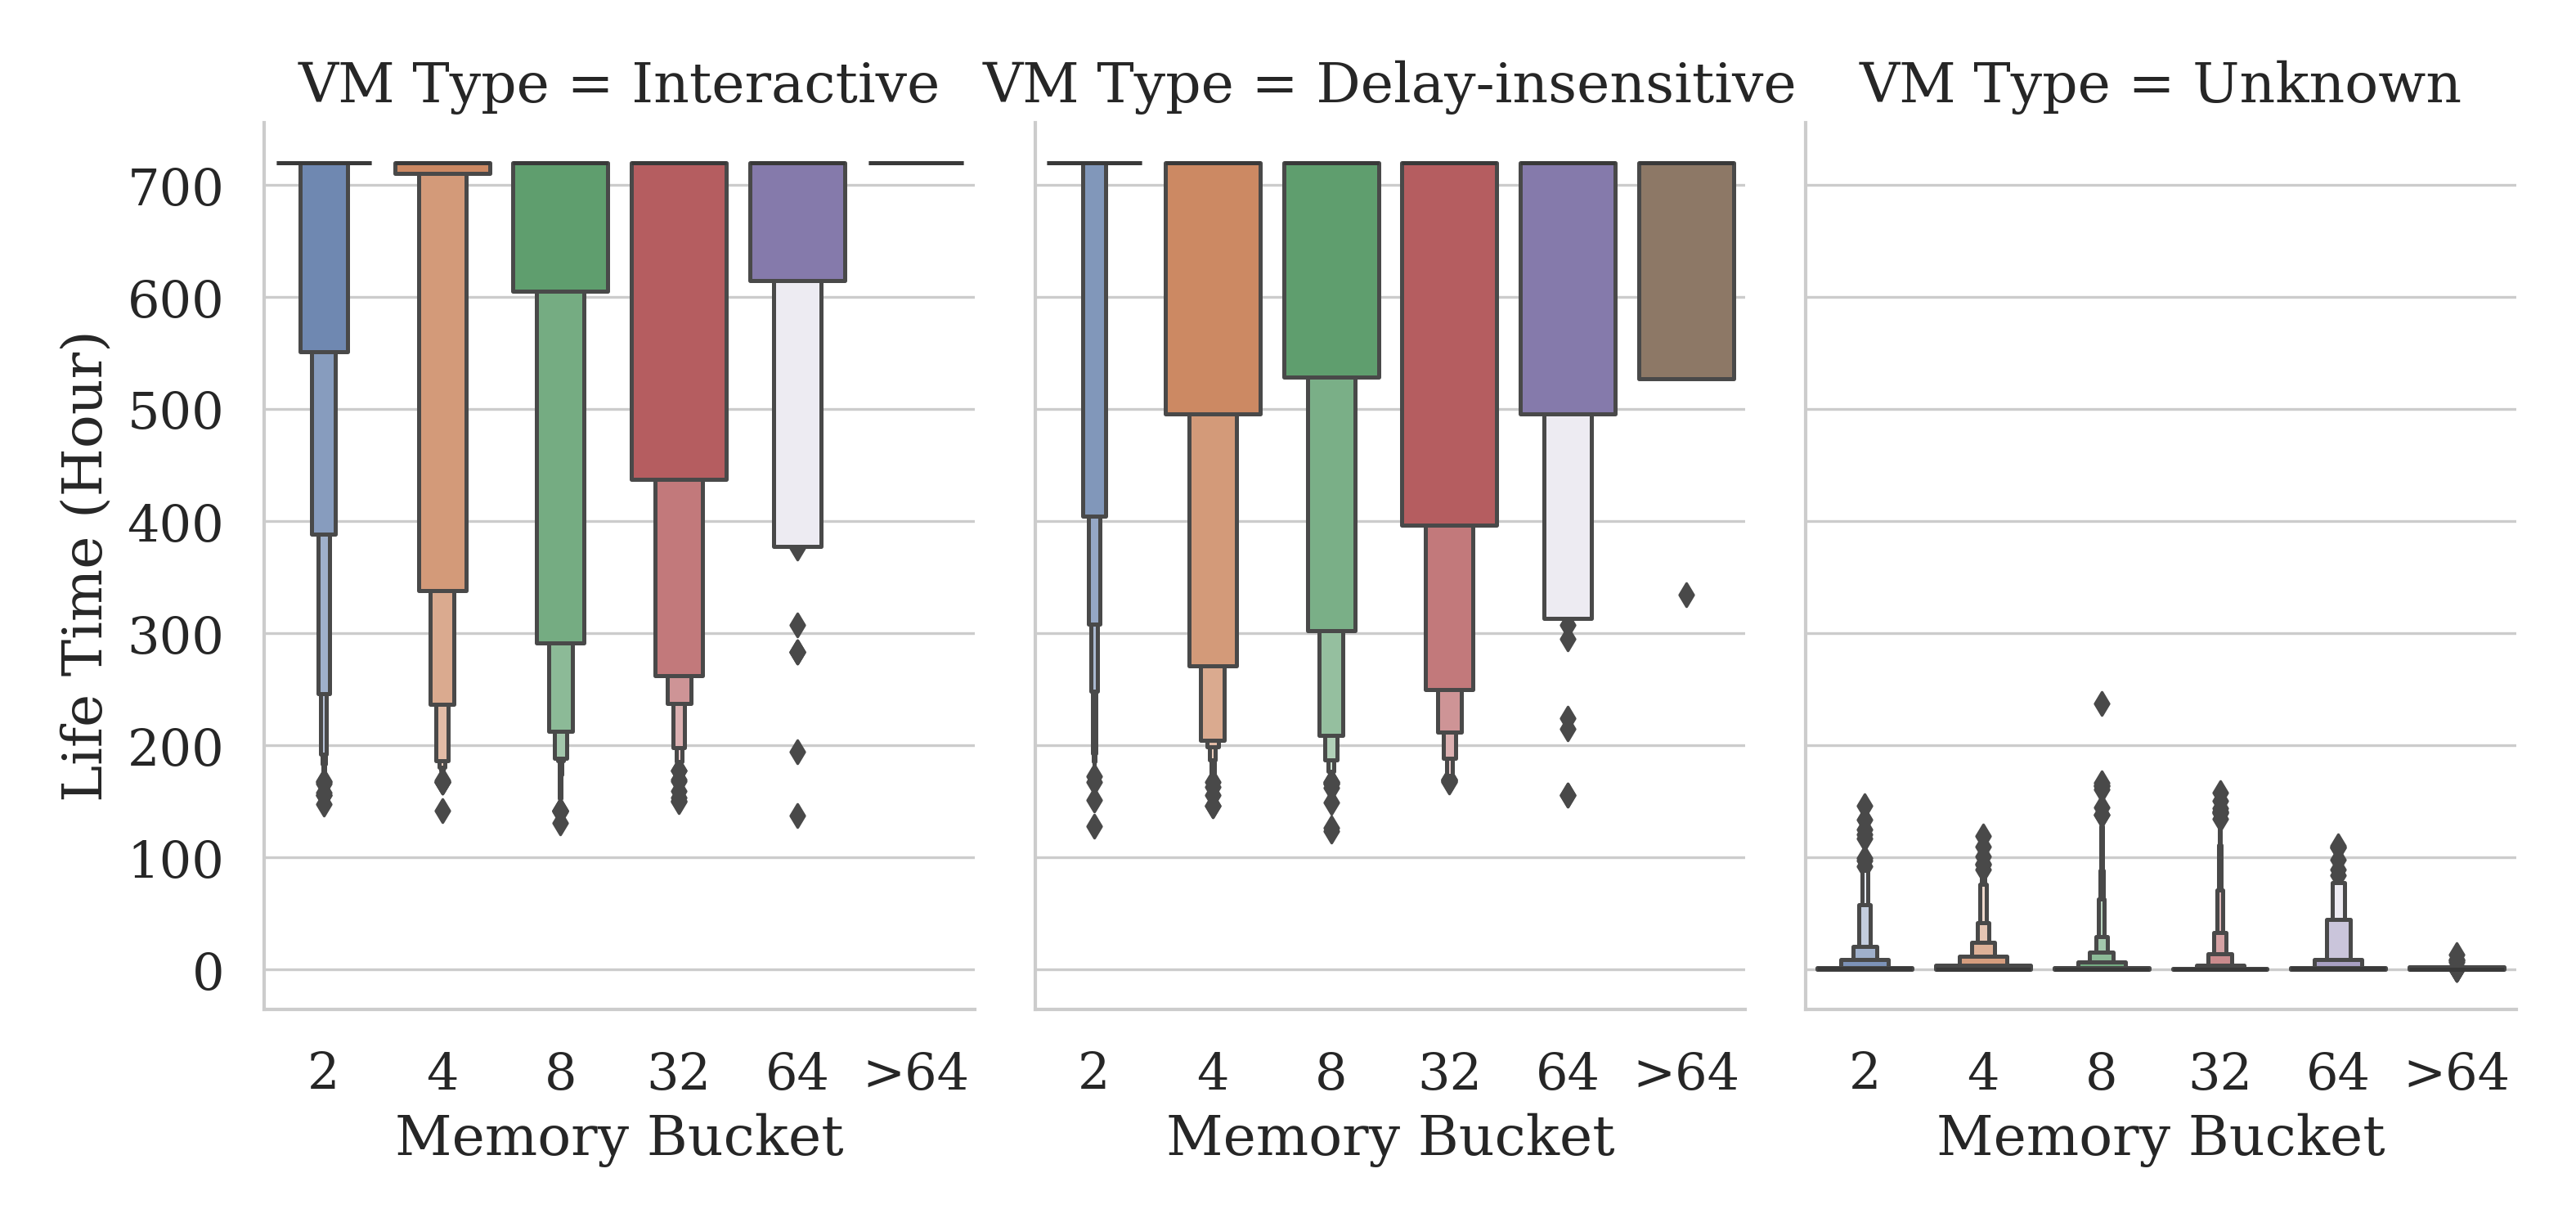 VM Type = Interactive
VM Type = Delay-insensitive
VM Type = Unknown
Life Time (Hour)
700
600
500
400
300
200
100
0
2 4 8 32 64 >64
2 4 8 32 64 >64
2 4 8 32 64 >64
Memory Bucket
Memory Bucket
Memory Bucket